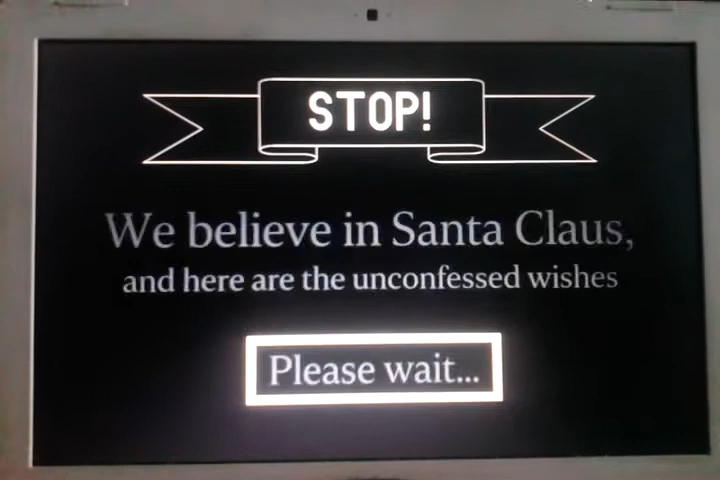 STOP!
We believe in Santa Claus,
and here are the unconfessed wishes
Please wait...